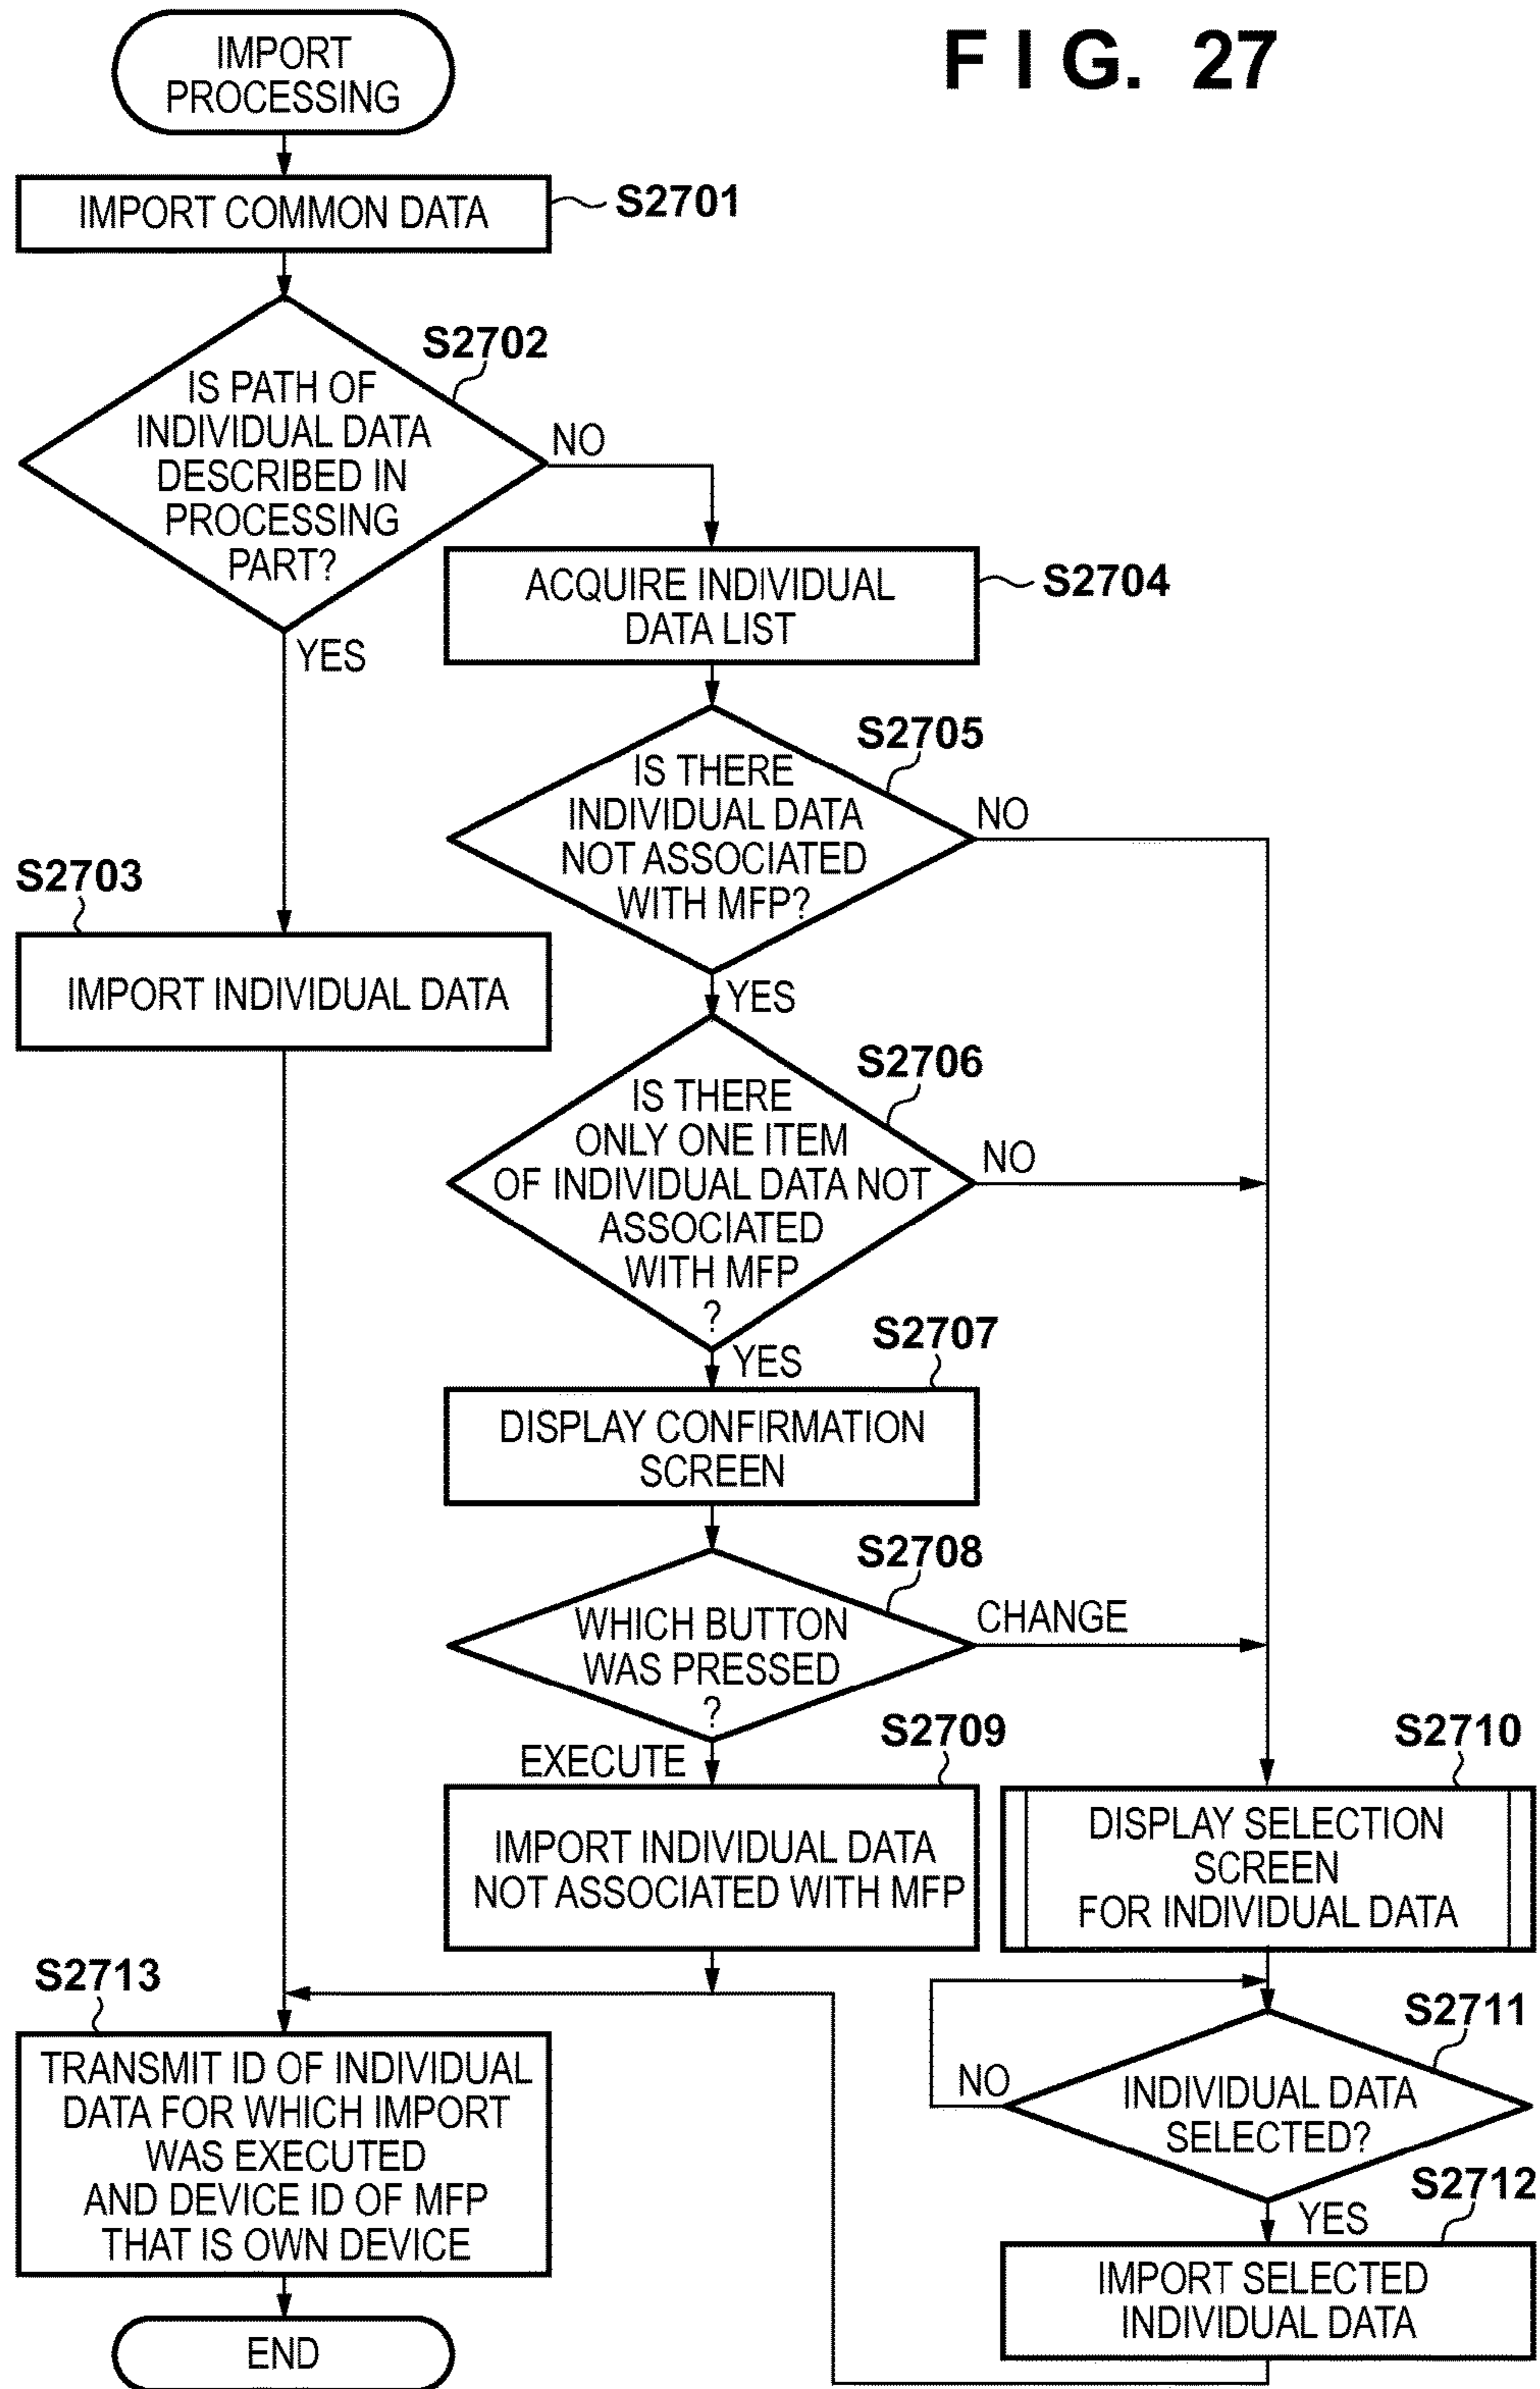 FIG. 27
IMPORT
PROCESSING
IMPORT COMMON DATA
S2701
S2702
IS PATH OF
INDIVIDUAL DATA
DESCRIBED IN
PROCESSING
PART?
NO
YES
S2703
IMPORT INDIVIDUAL DATA
ACQUIRE INDIVIDUAL
DATA LIST
S2704
S2705
IS THERE
INDIVIDUAL DATA
NOT ASSOCIATED
WITH MFP?
NO
YES
S2706
IS THERE
ONLY ONE ITEM
OF INDIVIDUAL DATA NOT
ASSOCIATED
WITH MFP
?
NO
YES
S2707
DISPLAY CONFIRMATION
SCREEN
S2708
WHICH BUTTON
WAS PRESSED
?
CHANGE
EXECUTE
S2709
IMPORT INDIVIDUAL DATA
NOT ASSOCIATED WITH MFP
S2710
DISPLAY SELECTION
SCREEN
FOR INDIVIDUAL DATA
S2711
INDIVIDUAL DATA
SELECTED?
NO
YES
S2712
IMPORT SELECTED
INDIVIDUAL DATA
S2713
TRANSMIT ID OF INDIVIDUAL
DATA FOR WHICH IMPORT
WAS EXECUTED
AND DEVICE ID OF MFP
THAT IS OWN DEVICE
END